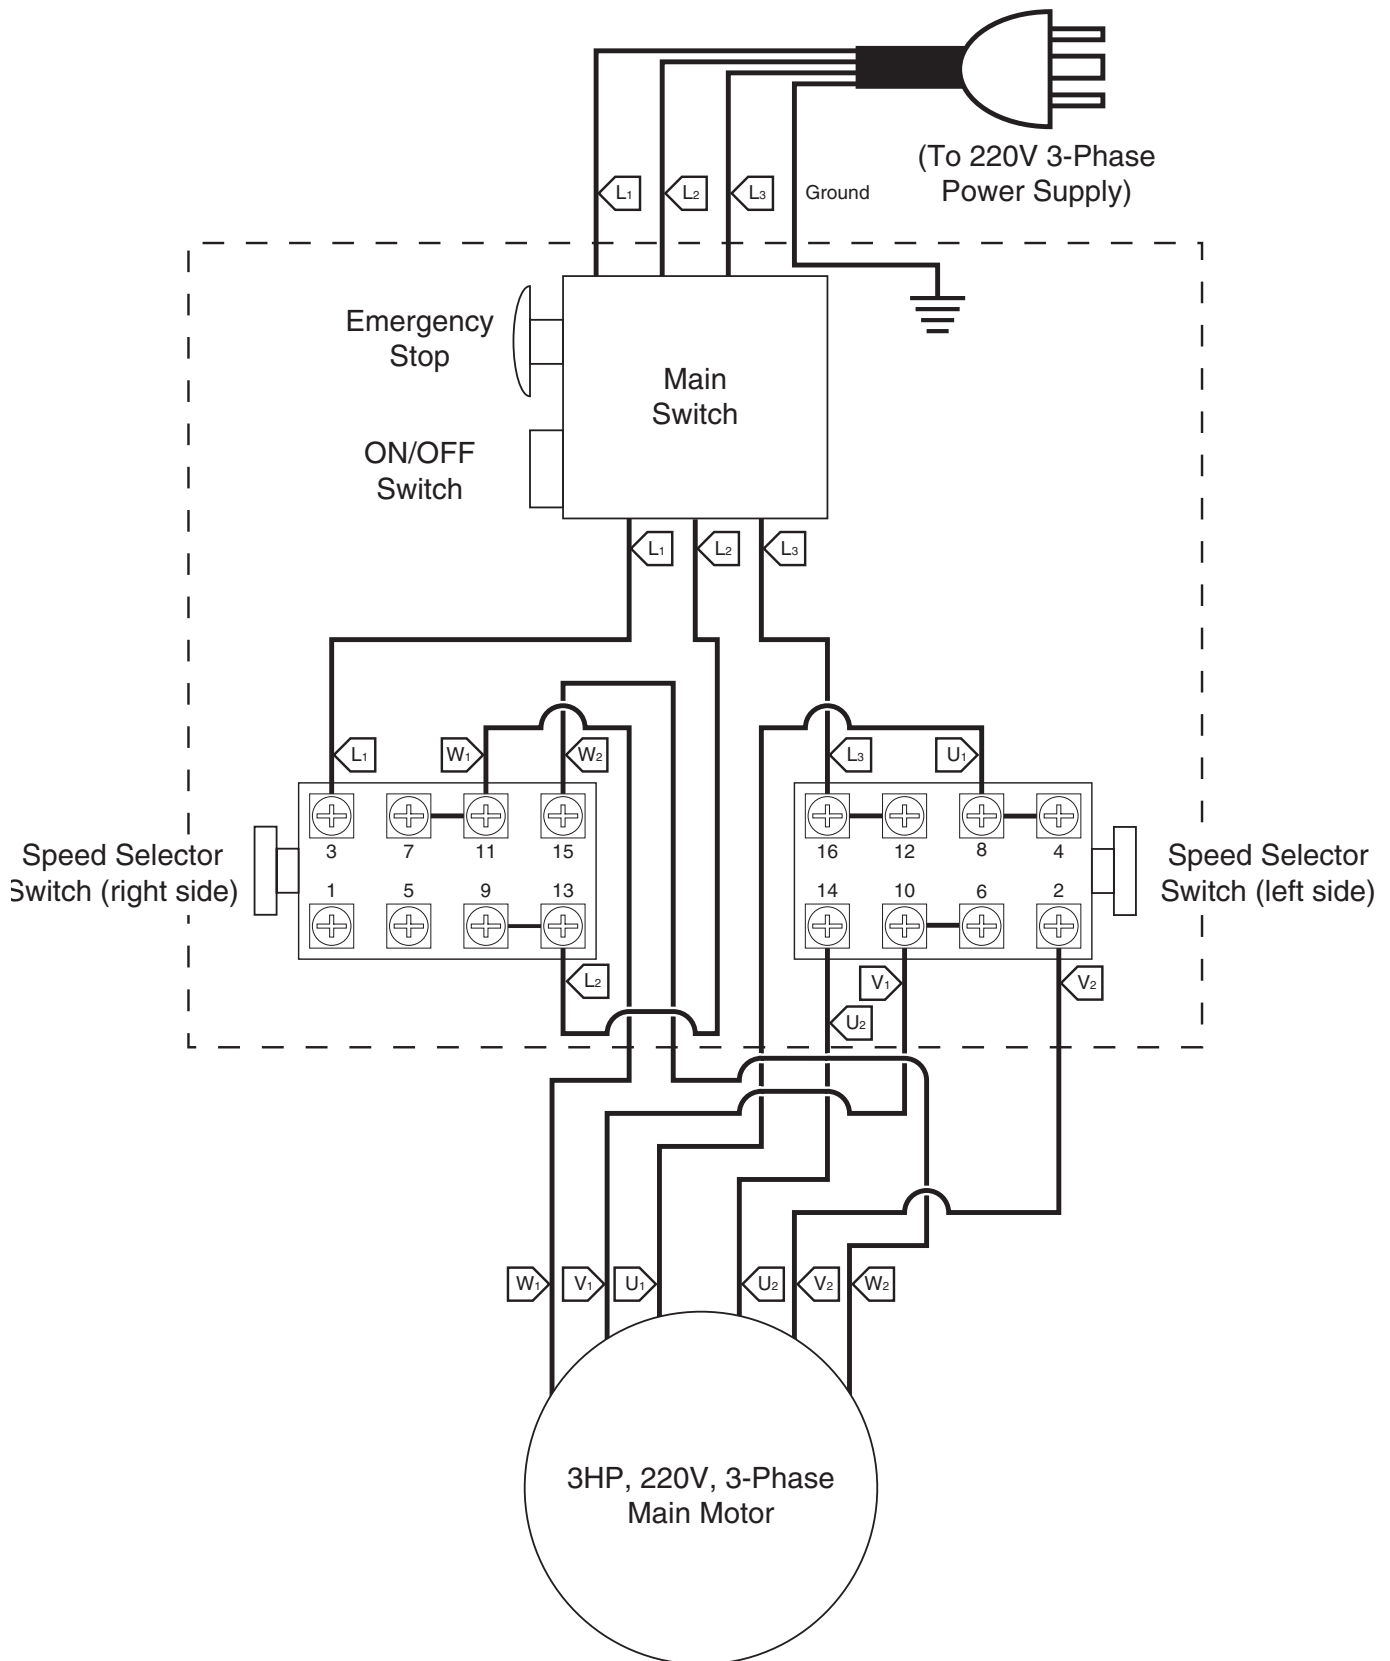 (To 220V 3-Phase
Power Supply)
L1
L2
L3
Ground
Emergency
Stop
Main
Switch
ON/OFF
Switch
L1
L2
L3
L1
W1
W2
L3
U1
Speed Selector
Switch (right side)
3 7 11 15
1 5 9 13
16 12 8 4
14 10 6 2
Speed Selector
Switch (left side)
L2
V1
V2
U2
W1
V1
U1
U2
V2
W2
3HP, 220V, 3-Phase
Main Motor